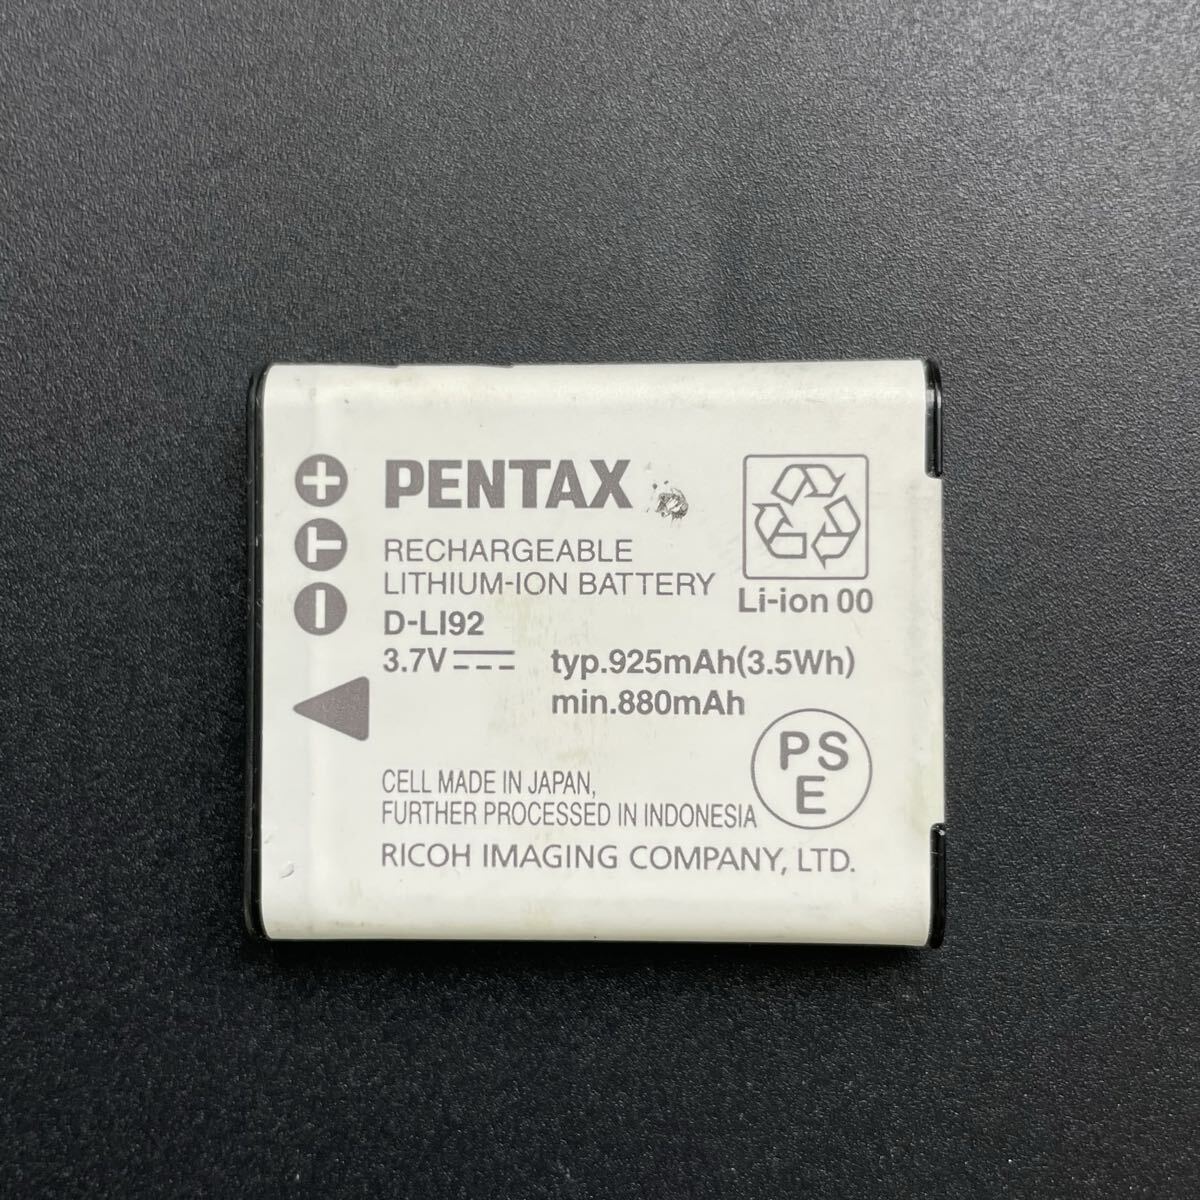 PENTAX
RECHARGEABLE
LITHIUM-ION BATTERY
D-LI92
3.7V
typ.925mAh(3.5Wh)
min.880mAh
Li-ion 00
PS
E
CELL MADE IN JAPAN,
FURTHER PROCESSED IN INDONESIA
RICOH IMAGING COMPANY, LTD.
+
T
−